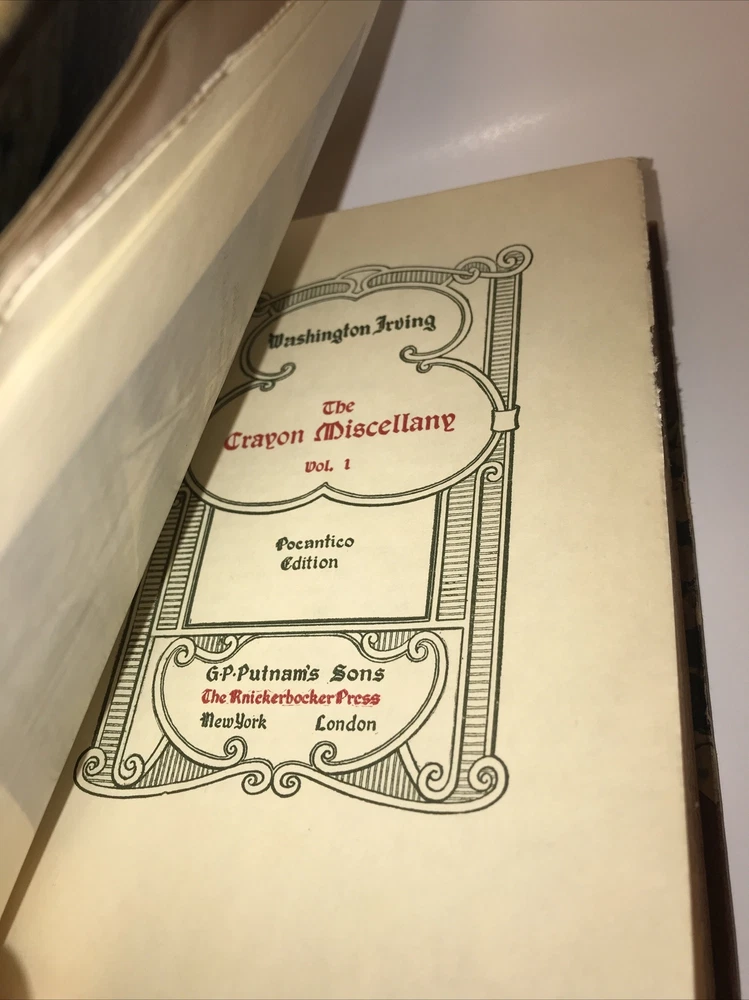 Washington Irving
The
Crayon Miscellany
Vol. 1
Pocantico
Edition
G·P·Putnam's Sons
The Knickerbocker Press
New York London